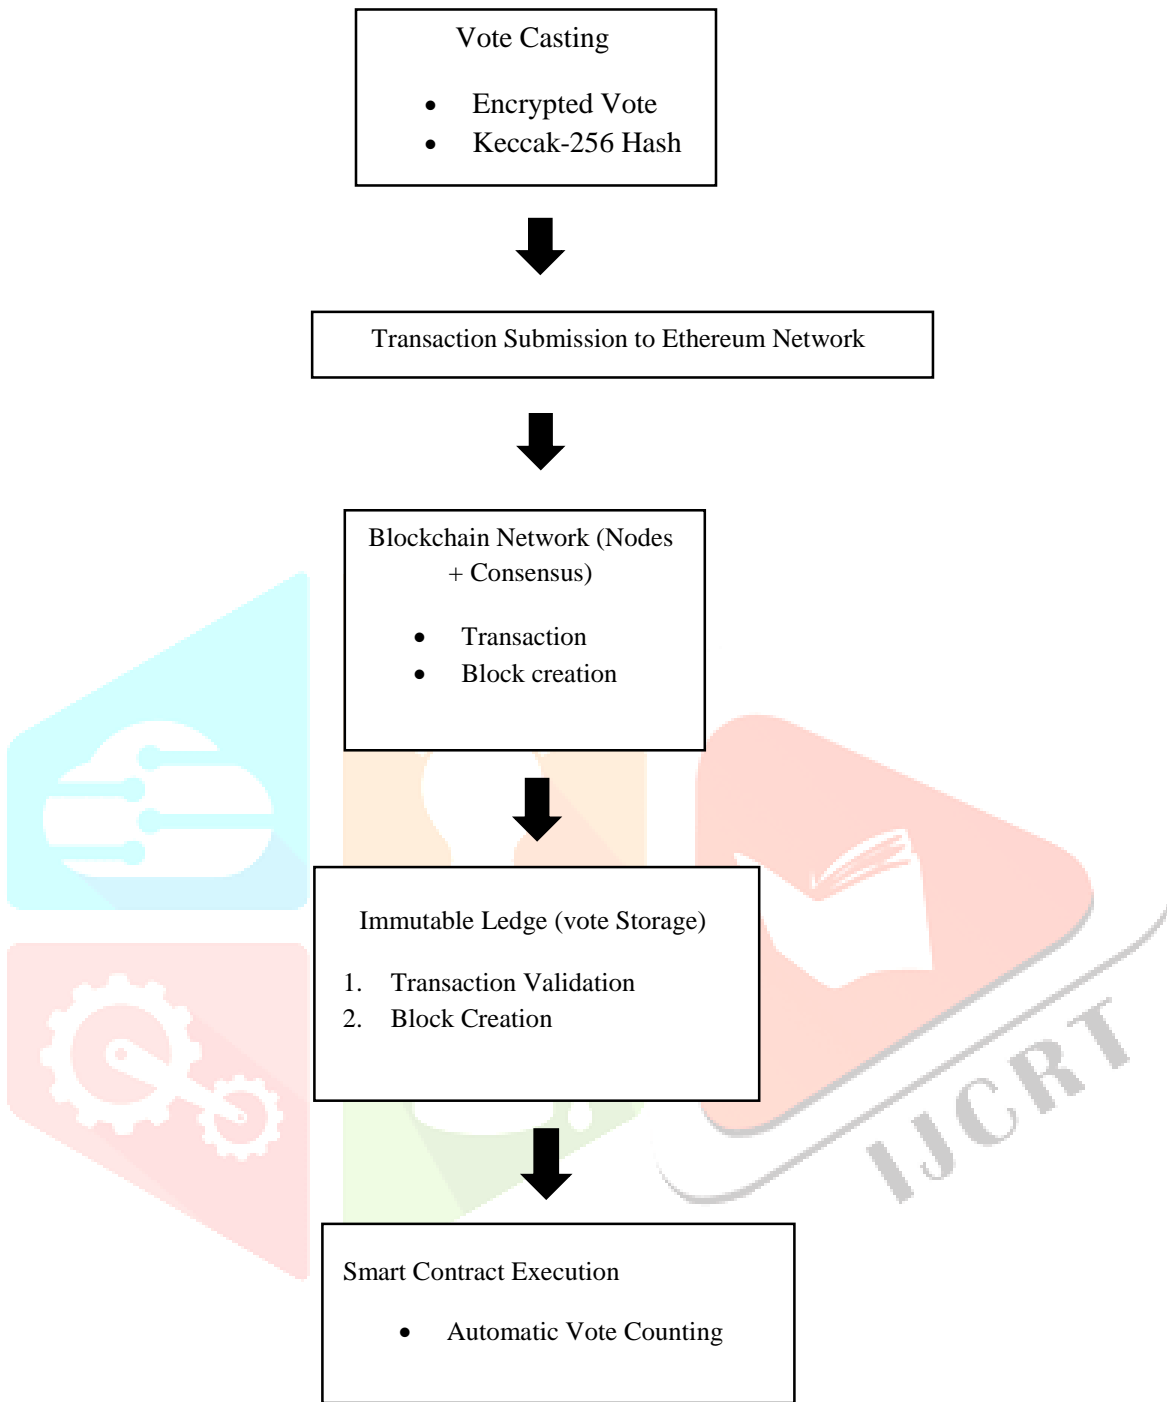 Vote Casting
• Encrypted Vote
• Keccak-256 Hash
Transaction Submission to Ethereum Network
Blockchain Network (Nodes
+ Consensus)
• Transaction
• Block creation
Immutable Ledge (vote Storage)
1. Transaction Validation
2. Block Creation
IJCRT
Smart Contract Execution
• Automatic Vote Counting